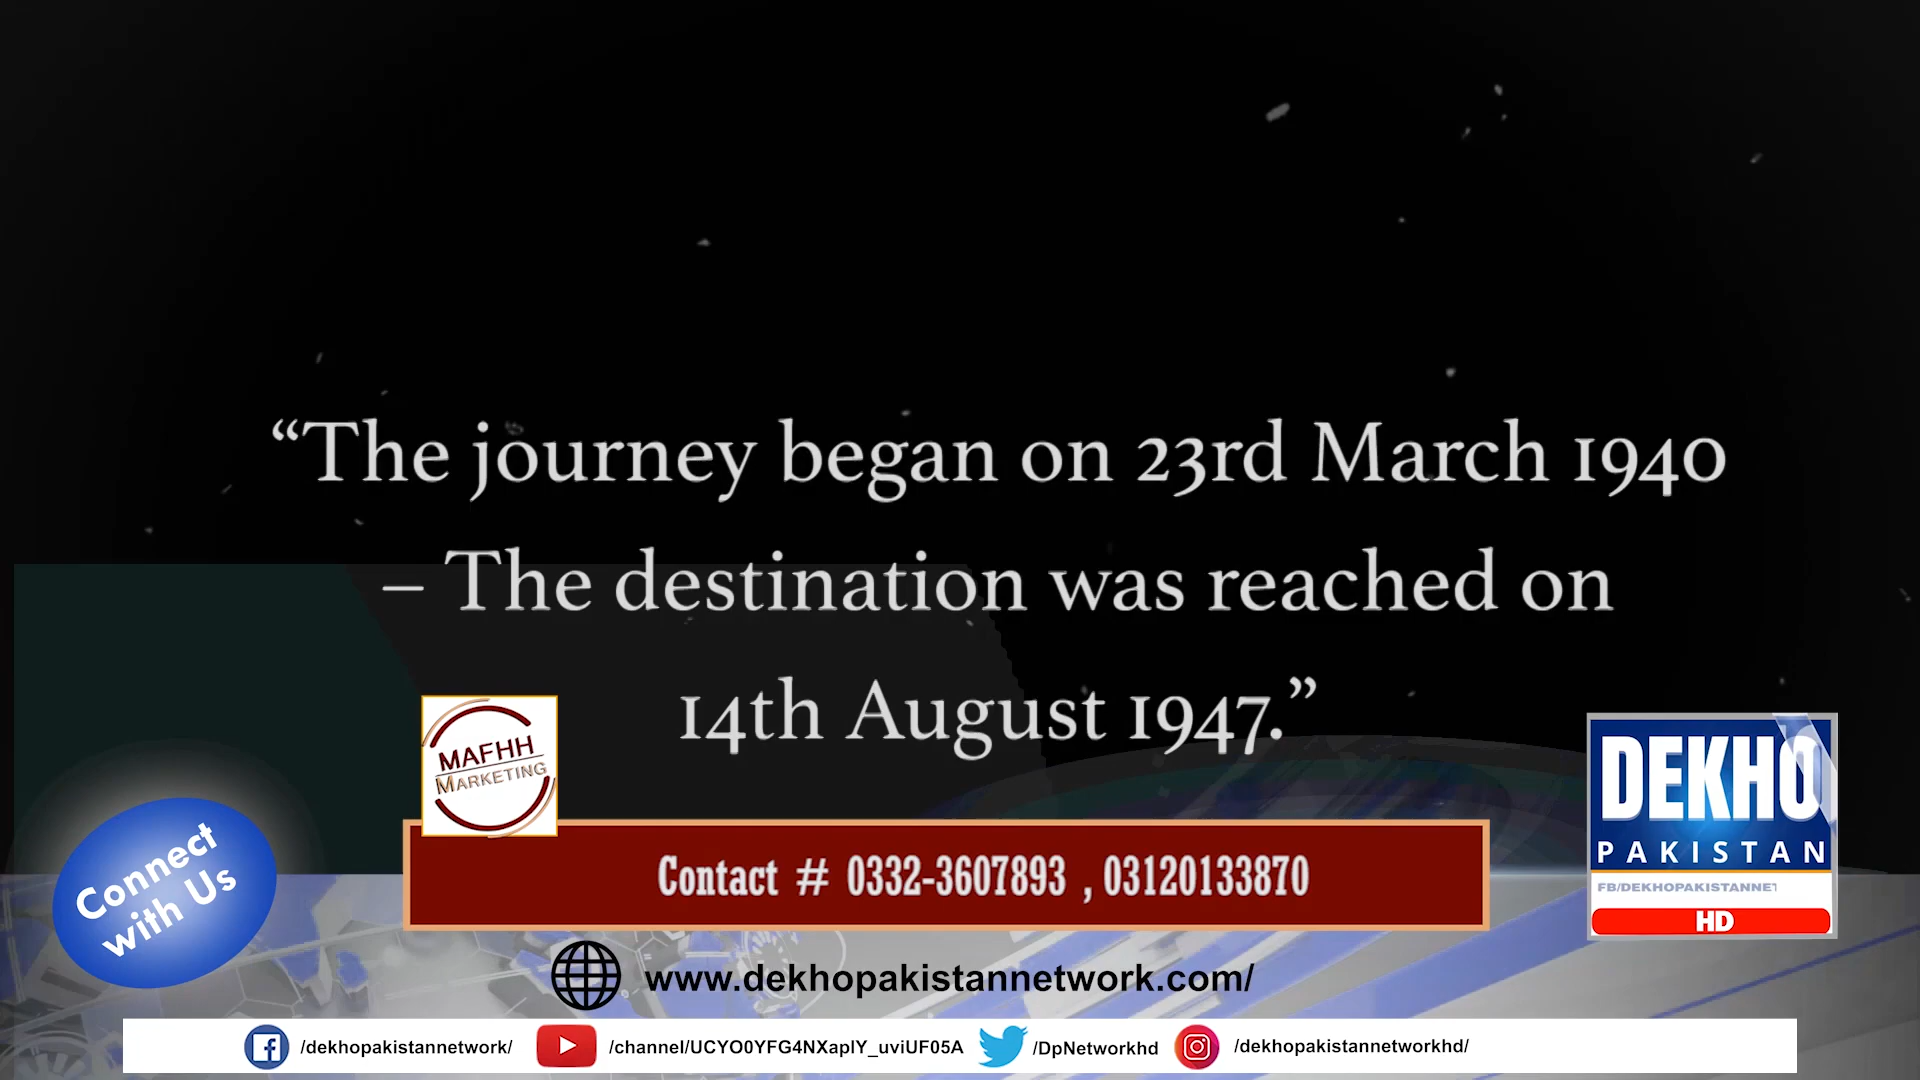 “The journey began on 23rd March 1940
– The destination was reached on
14th August 1947.”
MAFHH
MARKETING
Contact # 0332-3607893 , 03120133870
Connect
with Us
DEKHO
PAKISTAN
FB/DEKHOPAKISTANNET
HD
www.dekhopakistannetwork.com/
/dekhopakistannetwork/ /channel/UCYO0YFG4NXaplY_uviUF05A /DpNetworkhd /dekhopakistannetworkhd/